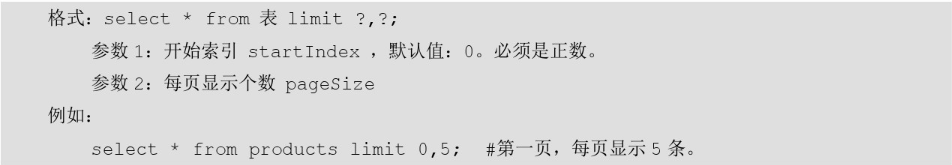 格式：select * from 表 limit ?,?;
参数 1：开始索引 startIndex ，默认值：0。必须是正数。
参数 2：每页显示个数 pageSize
例如：
select * from products limit 0,5;  #第一页，每页显示 5 条。